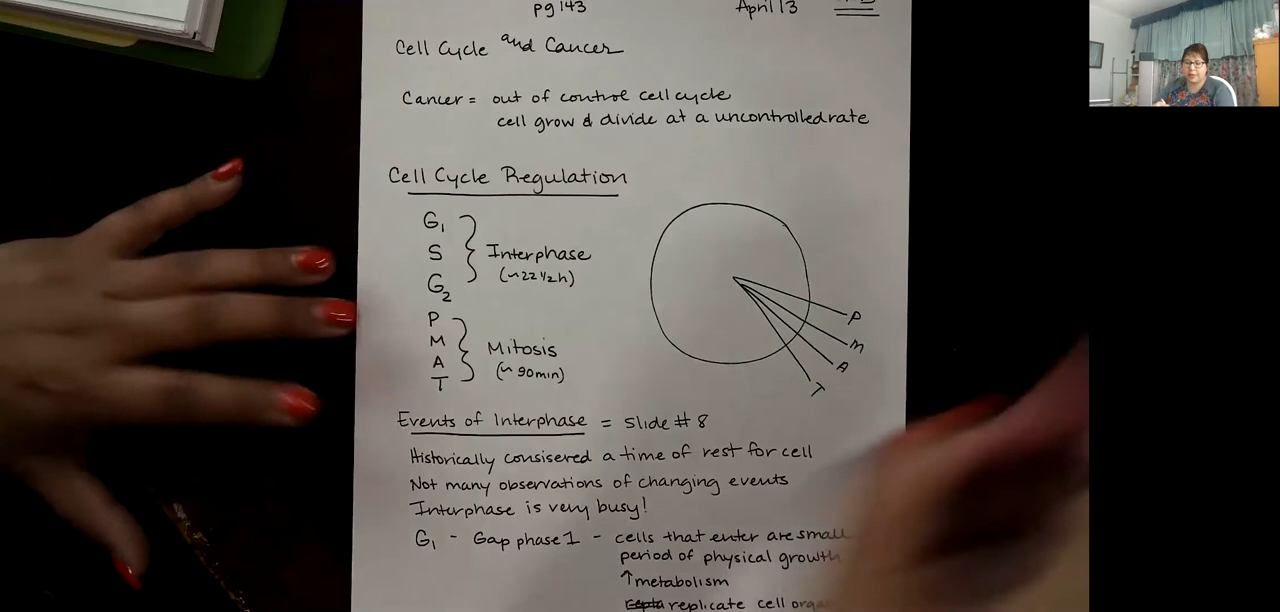 pg 143 April 13
Cell Cycle and Cancer
Cancer = out of control cell cycle
cell grow & divide at a uncontrolled rate
Cell Cycle Regulation
G1
S
G2
Interphase
(~22 1/2 h)
P
M
A
T
Mitosis
(~ 90min)
P
M
A
T
Events of Interphase = Slide # 8
Historically consisered a time of rest for cell
Not many observations of changing events
Interphase is very busy!
G1 - Gap phase 1 - cells that enter are small
period of physical growth
↑metabolism
replicate cell